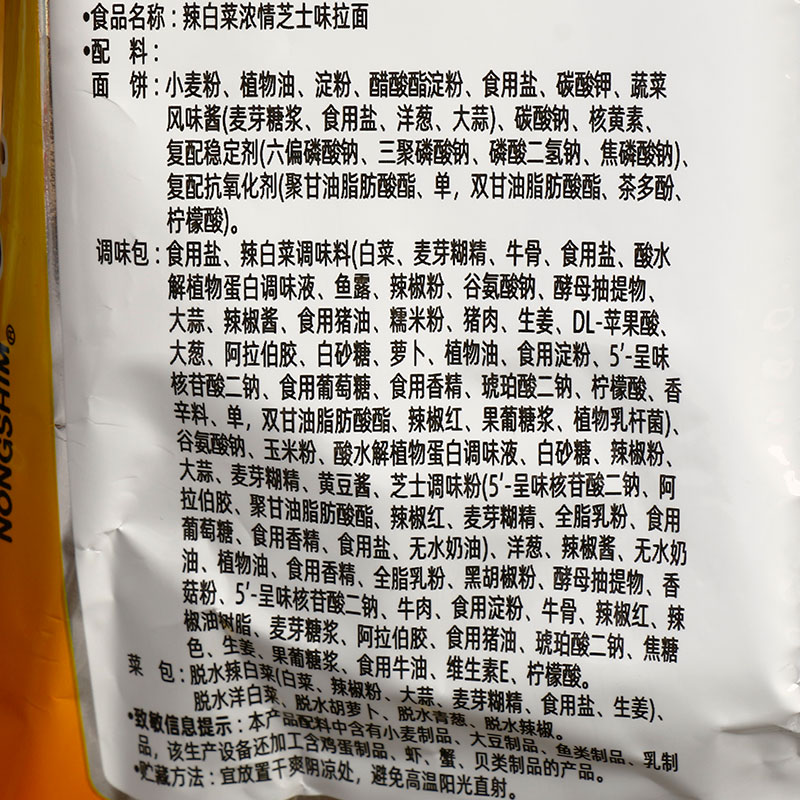 •食品名称：辣白菜浓情芝士味拉面
•配 料：
面 饼：小麦粉、植物油、淀粉、醋酸酯淀粉、食用盐、碳酸钾、蔬菜
风味酱(麦芽糖浆、食用盐、洋葱、大蒜)、碳酸钠、核黄素、
复配稳定剂(六偏磷酸钠、三聚磷酸钠、磷酸二氢钠、焦磷酸钠)、
复配抗氧化剂(聚甘油脂肪酸酯、单，双甘油脂肪酸酯、茶多酚、
柠檬酸)。
调味包：食用盐、辣白菜调味料(白菜、麦芽糊精、牛骨、食用盐、酸水
解植物蛋白调味液、鱼露、辣椒粉、谷氨酸钠、酵母抽提物、
大蒜、辣椒酱、食用猪油、糯米粉、猪肉、生姜、DL-苹果酸、
大葱、阿拉伯胶、白砂糖、萝卜、植物油、食用淀粉、5'-呈味
核苷酸二钠、食用葡萄糖、食用香精、琥珀酸二钠、柠檬酸、香
辛料、单，双甘油脂肪酸酯、辣椒红、果葡糖浆、植物乳杆菌)、
谷氨酸钠、玉米粉、酸水解植物蛋白调味液、白砂糖、辣椒粉、
大蒜、麦芽糊精、黄豆酱、芝士调味粉(5'-呈味核苷酸二钠、阿
拉伯胶、聚甘油脂肪酸酯、辣椒红、麦芽糊精、全脂乳粉、食用
葡萄糖、食用香精、食用盐、无水奶油)、洋葱、辣椒酱、无水奶
油、植物油、食用香精、全脂乳粉、黑胡椒粉、酵母抽提物、香
菇粉、5'-呈味核苷酸二钠、牛肉、食用淀粉、牛骨、辣椒红、辣
椒油树脂、麦芽糖浆、阿拉伯胶、食用猪油、琥珀酸二钠、焦糖
色、生姜、果葡糖浆、食用牛油、维生素E、柠檬酸。
菜 包：脱水辣白菜(白菜、辣椒粉、大蒜、麦芽糊精、食用盐、生姜)、
脱水洋白菜、脱水胡萝卜、脱水青葱、脱水辣椒。
•致敏信息提示：本产品配料中含有小麦制品、大豆制品、鱼类制品、乳制
品，该生产设备还加工含鸡蛋制品、虾、蟹、贝类制品的产品。
•贮藏方法：宜放置干爽阴凉处，避免高温阳光直射。
NONGSHIM®